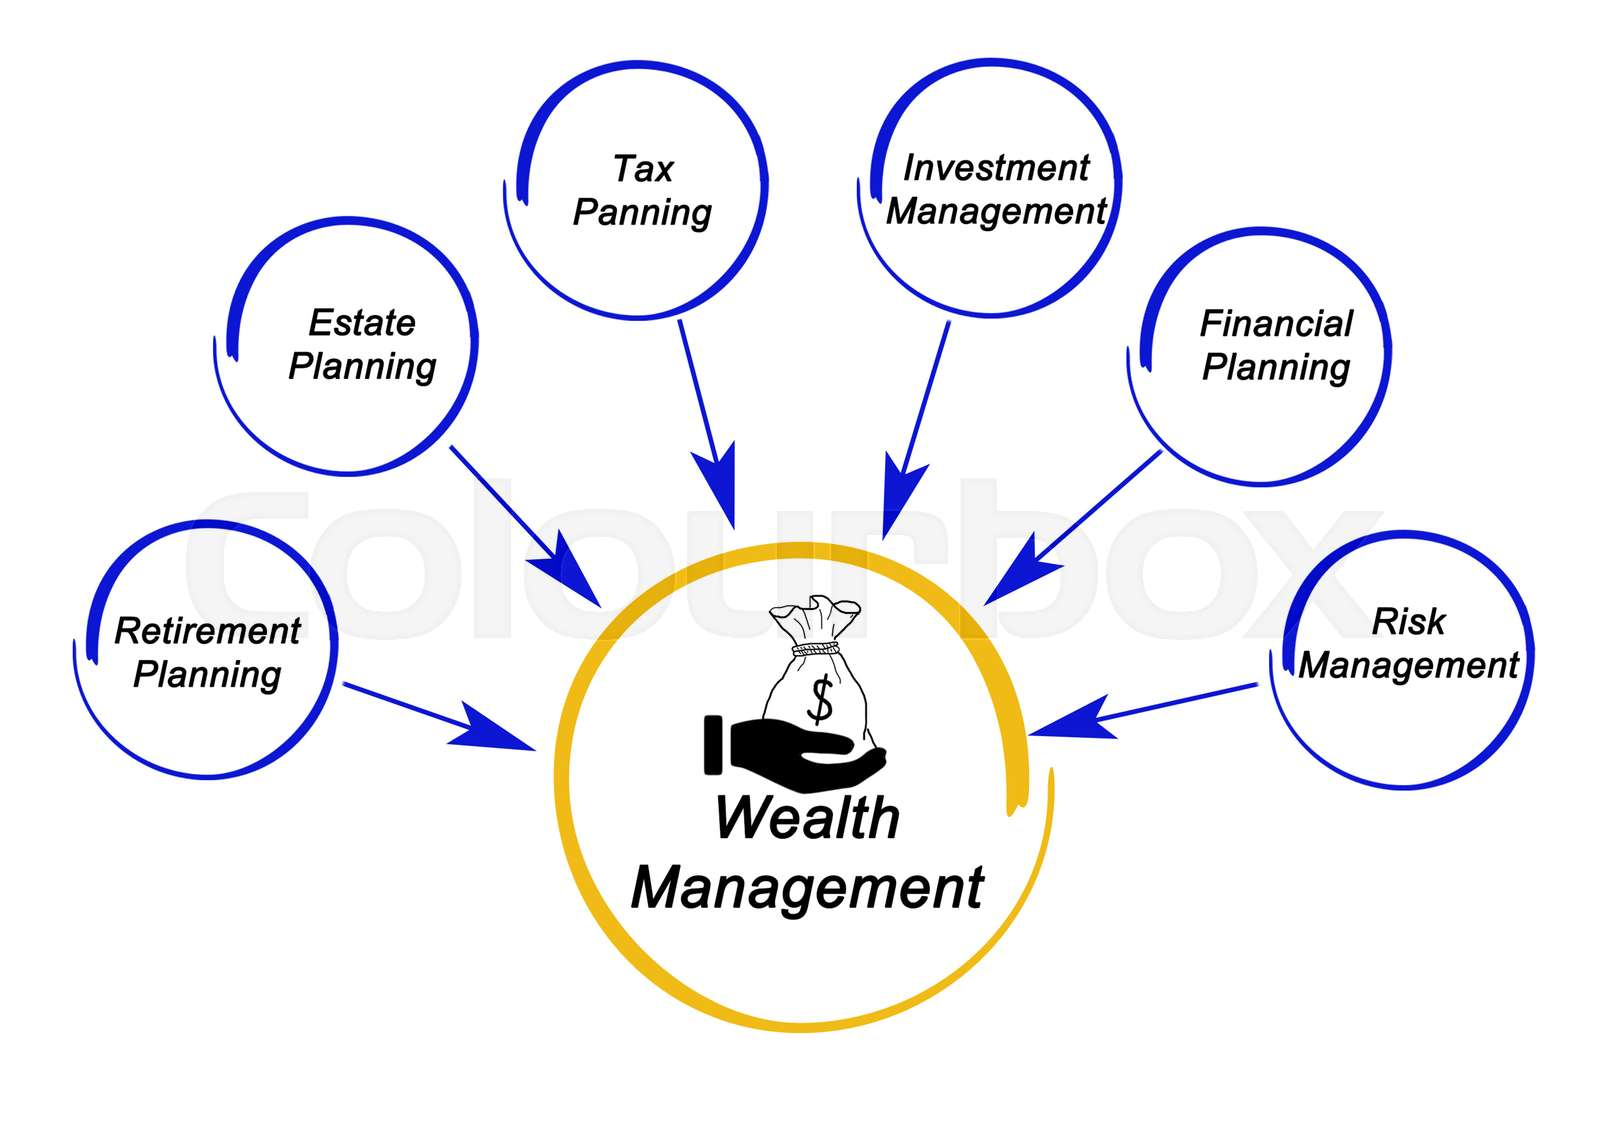 Tax
Panning
Investment
Management
Estate
Planning
Financial
Planning
Retirement
Planning
Risk
Management
$
Wealth
Management
Colourbox